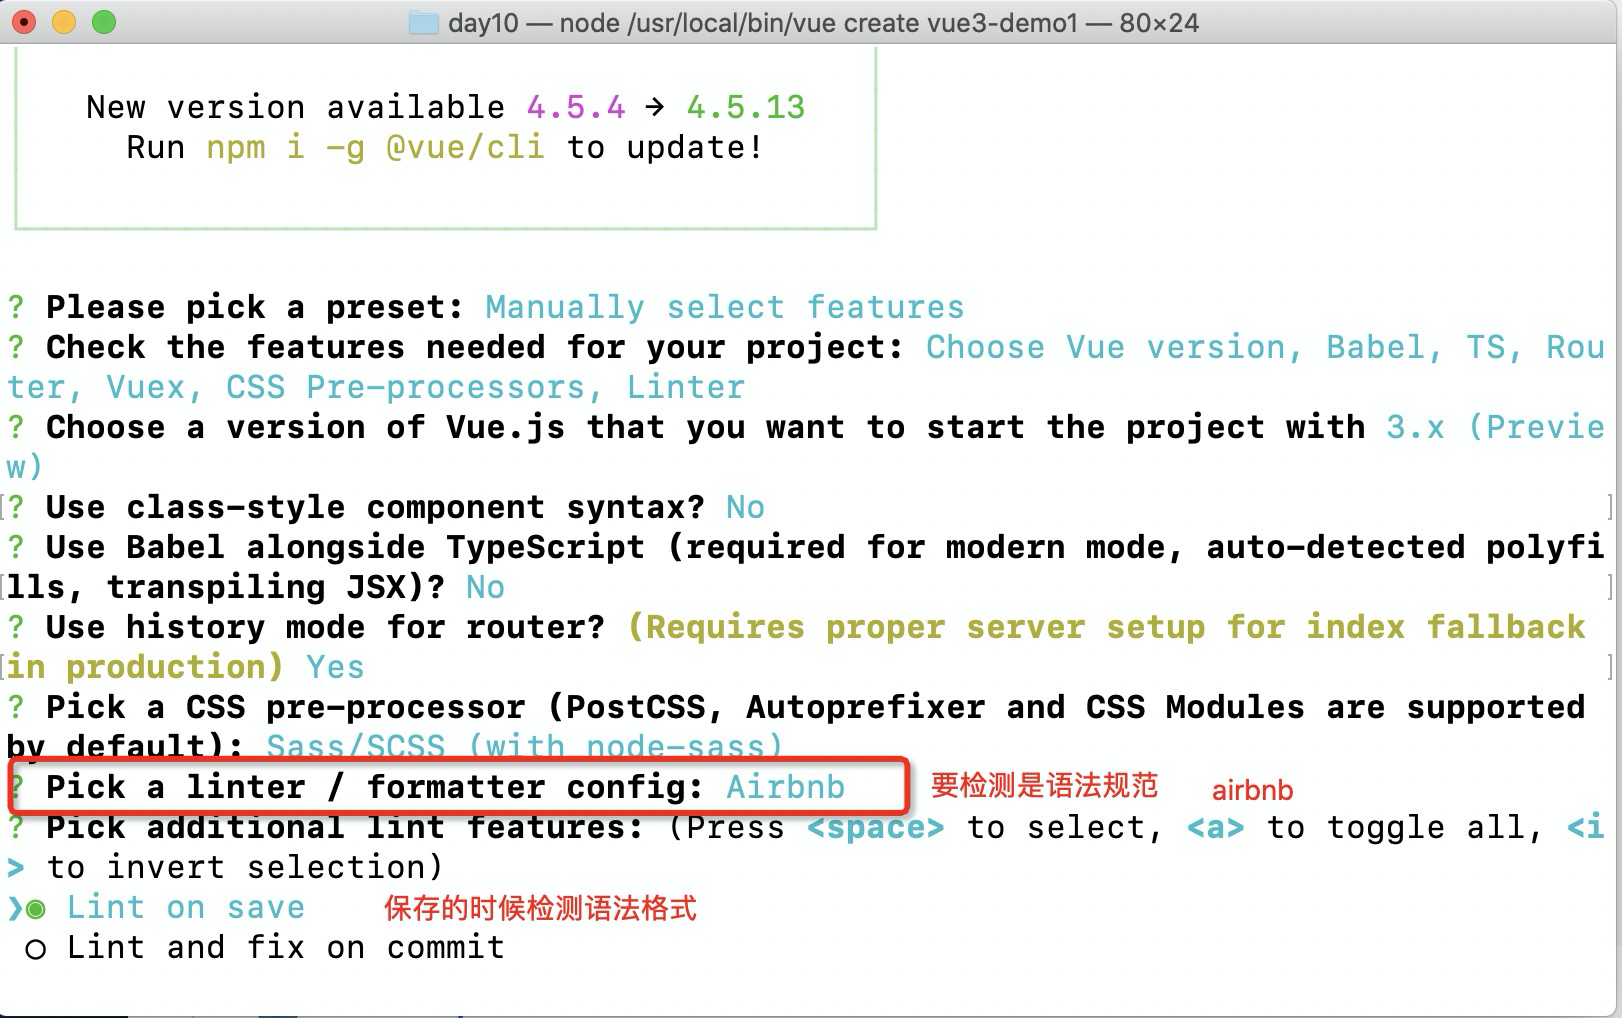 day10 — node /usr/local/bin/vue create vue3-demo1 — 80×24
New version available 4.5.4 → 4.5.13
Run npm i -g @vue/cli to update!
? Please pick a preset: Manually select features
? Check the features needed for your project: Choose Vue version, Babel, TS, Rou
ter, Vuex, CSS Pre-processors, Linter
? Choose a version of Vue.js that you want to start the project with 3.x (Previe
w)
[? Use class-style component syntax? No ]
? Use Babel alongside TypeScript (required for modern mode, auto-detected polyfi
[lls, transpiling JSX)? No ]
? Use history mode for router? (Requires proper server setup for index fallback
[in production) Yes ]
? Pick a CSS pre-processor (PostCSS, Autoprefixer and CSS Modules are supported
by default): Sass/SCSS (with node-sass)
? Pick a linter / formatter config: Airbnb 要检测是语法规范 airbnb
? Pick additional lint features: (Press <space> to select, <a> to toggle all, <i
> to invert selection)
❯◉ Lint on save 保存的时候检测语法格式
○ Lint and fix on commit